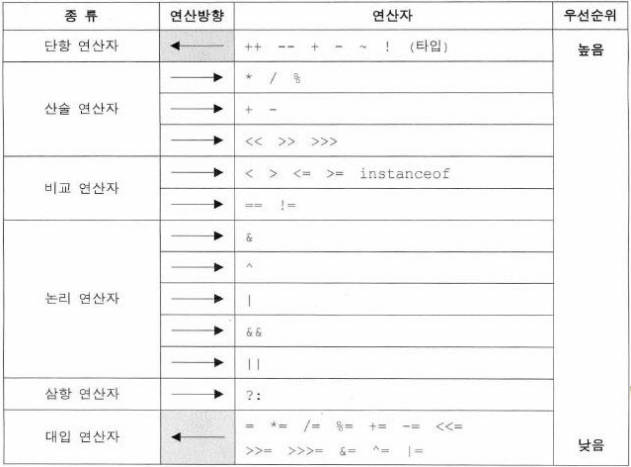 종 류 연산방향 연산자 우선순위
단항 연산자 ++ -- + - ~ ! (타입) 높음
* / %
산술 연산자 + -
<< >> >>>
비교 연산자 < > <= >= instanceof
== !=
&
^
논리 연산자 |
&&
||
삼항 연산자 ?:
대입 연산자 = *= /= %= += -= <<=
>>= >>>= &= ^= |= 낮음